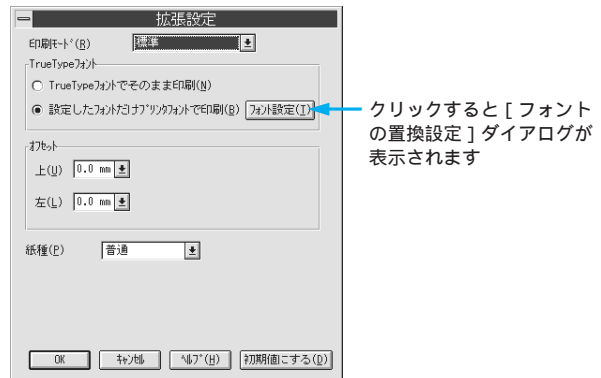 拡張設定
印刷ﾓｰﾄﾞ(R) 標準
TrueTypeﾌｫﾝﾄ
TrueTypeﾌｫﾝﾄでそのまま印刷(N)
設定したﾌｫﾝﾄだけﾌﾟﾘﾝﾀﾌｫﾝﾄで印刷(B) ﾌｫﾝﾄ設定(T)
クリックすると [ フォント
の置換設定 ] ダイアログが
表示されます
ｵﾌｾｯﾄ
上(U) 0.0 mm
左(L) 0.0 mm
紙種(P) 普通
OK ｷｬﾝｾﾙ ﾍﾙﾌﾟ(H) 初期値にする(D)